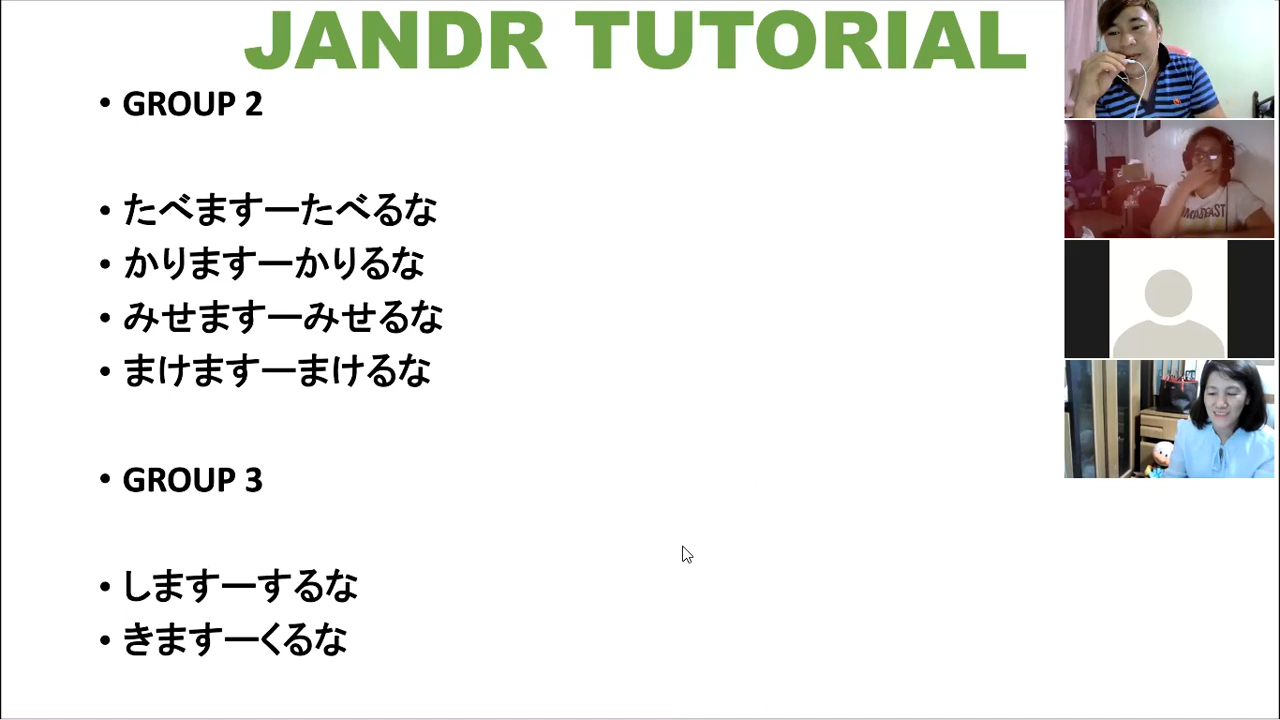 JANDR TUTORIAL
• GROUP 2
• たべますーたべるな
• かりますーかりるな
• みせますーみせるな
• まけますーまけるな
• GROUP 3
• しますーするな
• きますーくるな